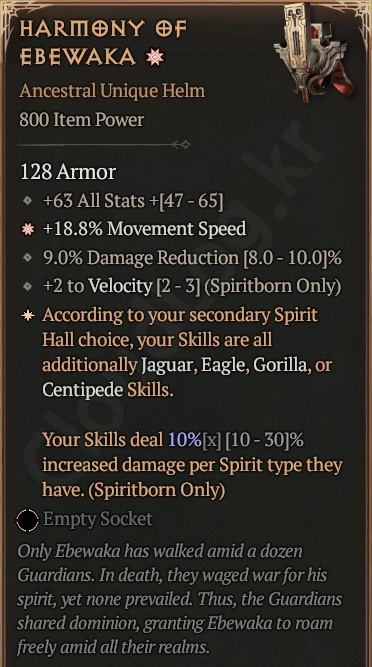 HARMONY OF
EBEWAKA
Ancestral Unique Helm
800 Item Power
128 Armor
+63 All Stats +[47 - 65]
+18.8% Movement Speed
9.0% Damage Reduction [8.0 - 10.0]%
+2 to Velocity [2 - 3] (Spiritborn Only)
According to your secondary Spirit
Hall choice, your Skills are all
additionally Jaguar, Eagle, Gorilla, or
Centipede Skills.
Your Skills deal 10%[x] [10 - 30]%
increased damage per Spirit type they
have. (Spiritborn Only)
Empty Socket
Only Ebewaka has walked amid a dozen
Guardians. In death, they waged war for his
spirit, yet none prevailed. Thus, the Guardians
shared dominion, granting Ebewaka to roam
freely amid all their realms.